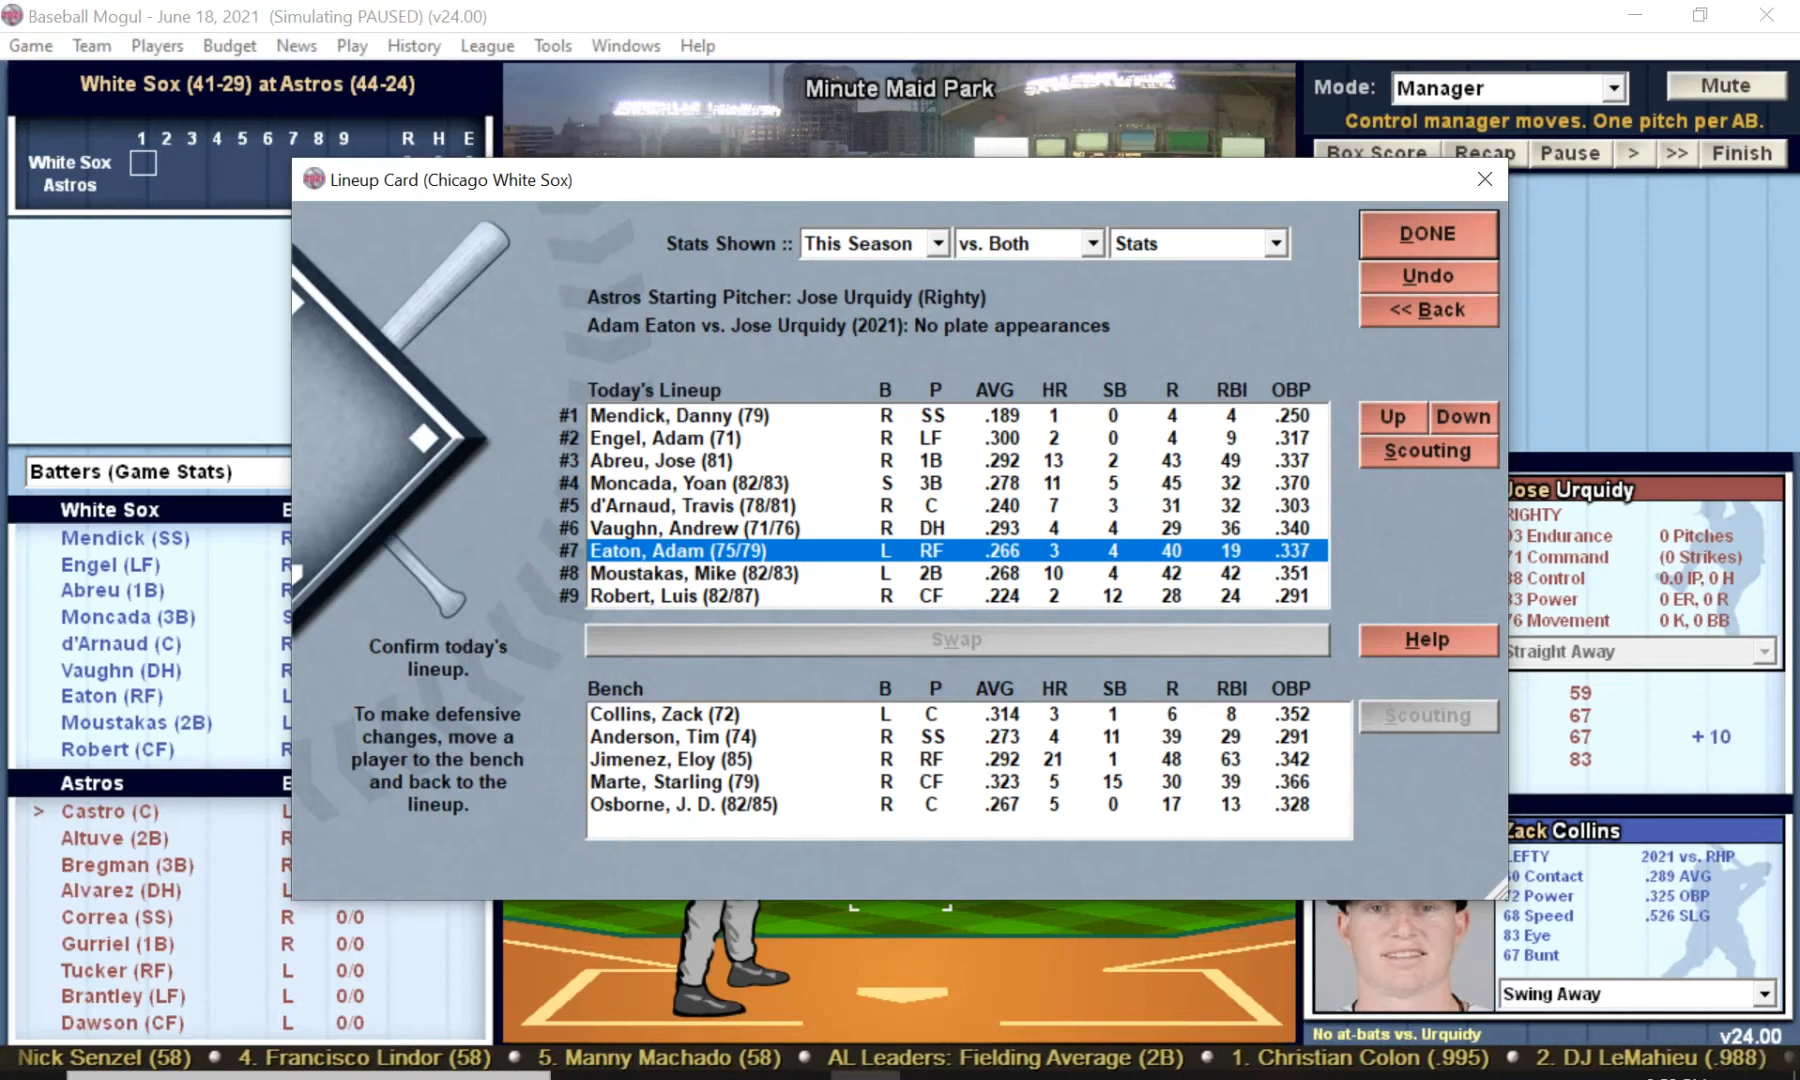 Baseball Mogul - June 18, 2021 (Simulating PAUSED) (v24.00)
Game Team Players Budget News Play History League Tools Windows Help
White Sox (41-29) at Astros (44-24)
1 2 3 4 5 6 7 8 9 R H E
White Sox
Astros
Minute Maid Park
Mode: Manager Mute
Control manager moves. One pitch per AB.
Box Score Recap Pause > >> Finish
Lineup Card (Chicago White Sox)
Stats Shown :: This Season vs. Both Stats
DONE
Undo
<< Back
Astros Starting Pitcher: Jose Urquidy (Righty)
Adam Eaton vs. Jose Urquidy (2021): No plate appearances
Today's Lineup B P AVG HR SB R RBI OBP
#1 Mendick, Danny (79) R SS .189 1 0 4 4 .250
#2 Engel, Adam (71) R LF .300 2 0 4 9 .317
#3 Abreu, Jose (81) R 1B .292 13 2 43 49 .337
#4 Moncada, Yoan (82/83) S 3B .278 11 5 45 32 .370
#5 d'Arnaud, Travis (78/81) R C .240 7 3 31 32 .303
#6 Vaughn, Andrew (71/76) R DH .293 4 4 29 36 .340
#7 Eaton, Adam (75/79) L RF .266 3 4 40 19 .337
#8 Moustakas, Mike (82/83) L 2B .268 10 4 42 42 .351
#9 Robert, Luis (82/87) R CF .224 2 12 28 24 .291
Up Down
Scouting
Swap
Help
Confirm today's
lineup.
To make defensive
changes, move a
player to the bench
and back to the
lineup.
Bench B P AVG HR SB R RBI OBP
Collins, Zack (72) L C .314 3 1 6 8 .352
Anderson, Tim (74) R SS .273 4 11 39 29 .291
Jimenez, Eloy (85) R RF .292 21 1 48 63 .342
Marte, Starling (79) R CF .323 5 15 30 39 .366
Osborne, J. D. (82/85) R C .267 5 0 17 13 .328
Scouting
Batters (Game Stats)
White Sox
Mendick (SS) R
Engel (LF) R
Abreu (1B) R
Moncada (3B) S
d'Arnaud (C) R
Vaughn (DH) R
Eaton (RF) L
Moustakas (2B) L
Robert (CF) R
Astros
> Castro (C) L
Altuve (2B) R
Bregman (3B) R
Alvarez (DH) L
Correa (SS) R 0/0
Gurriel (1B) R 0/0
Tucker (RF) L 0/0
Brantley (LF) L 0/0
Dawson (CF) L 0/0
Jose Urquidy
RIGHTY
Endurance 0 Pitches
Command (0 Strikes)
Control 0.0 IP, 0 H
Power 0 ER, 0 R
Movement 0 K, 0 BB
Straight Away
59
67
67 + 10
83
Zack Collins
LEFTY 2021 vs. RHP
Contact .289 AVG
Power .325 OBP
68 Speed .526 SLG
83 Eye
67 Bunt
Swing Away
No at-bats vs. Urquidy
v24.00
Nick Senzel (58) 4. Francisco Lindor (58) 5. Manny Machado (58) AL Leaders: Fielding Average (2B) 1. Christian Colon (.995) 2. DJ LeMahieu (.988)